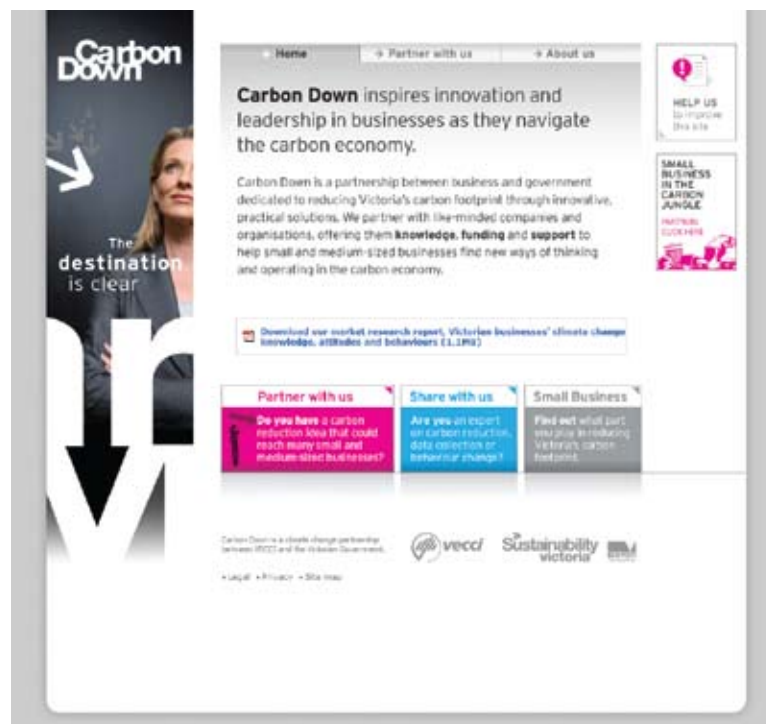 Carbon
Down
Home
Partner with us
About us
HELP US
to improve
this site
Carbon Down inspires innovation and
leadership in businesses as they navigate
the carbon economy.
SMALL
BUSINESS
IN THE
CARBON
JUNGLE
PARTNERS
CLICK HERE
Carbon Down is a partnership between business and government
dedicated to reducing Victoria's carbon footprint through innovative,
practical solutions. We partner with like-minded companies and
organisations, offering them knowledge, funding and support to
help small and medium-sized businesses find new ways of thinking
and operating in the carbon economy.
The
destination
is clear
Download our market research report, Victorian businesses' climate change
knowledge, attitudes and behaviours (1.1MB)
Partner with us
Do you have a carbon
reduction idea that could
reach many small and
medium-sized businesses?
Share with us
Are you an expert
on carbon reduction,
data collection or
behaviour change?
Small Business
Find out what part
you play in reducing
Victoria's carbon
footprint.
Carbon Down is a climate change partnership
between VECCI and the Victorian Government.
vecci
Sustainability
victoria
Legal Privacy Site map